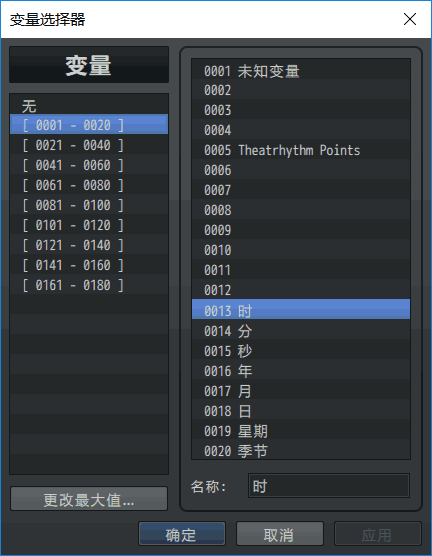 变量选择器
变量
无
[ 0001 - 0020 ]
[ 0021 - 0040 ]
[ 0041 - 0060 ]
[ 0061 - 0080 ]
[ 0081 - 0100 ]
[ 0101 - 0120 ]
[ 0121 - 0140 ]
[ 0141 - 0160 ]
[ 0161 - 0180 ]
更改最大值...
0001 未知变量
0002
0003
0004
0005 Theatrhythm Points
0006
0007
0008
0009
0010
0011
0012
0013 时
0014 分
0015 秒
0016 年
0017 月
0018 日
0019 星期
0020 季节
名称: 时
确定 取消 应用